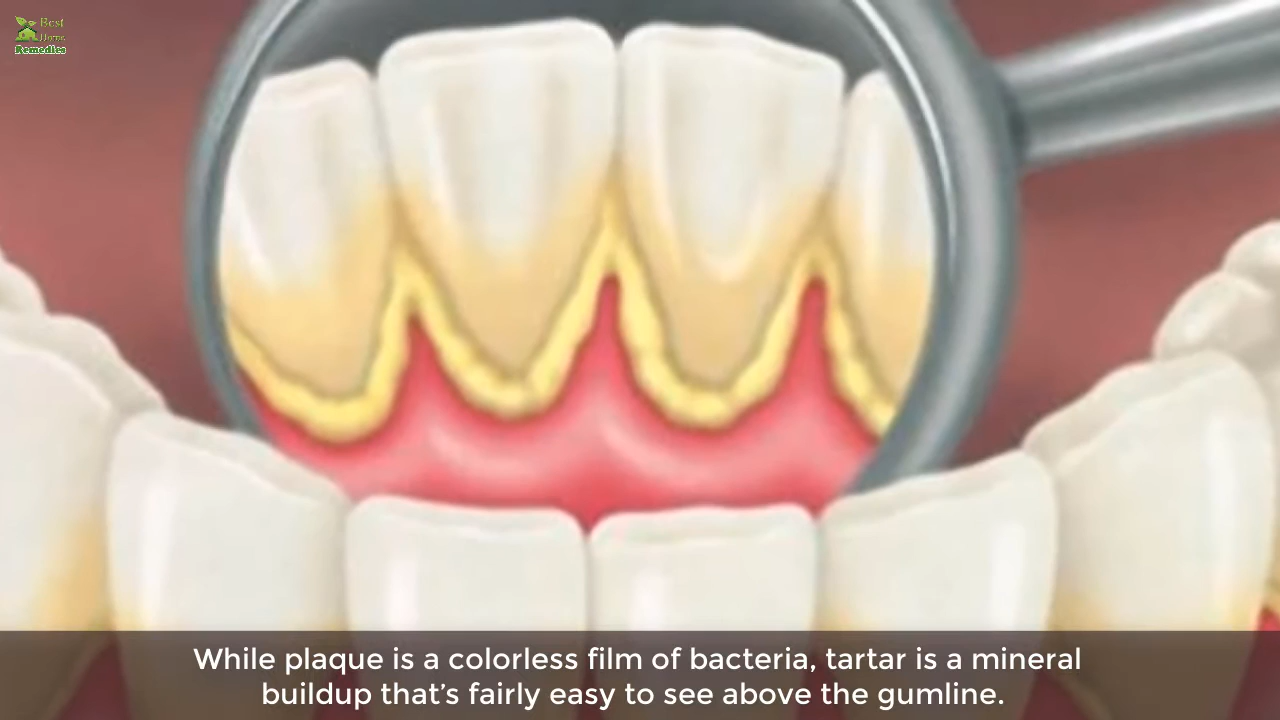 Best
Home
Remedies
While plaque is a colorless film of bacteria, tartar is a mineral
buildup that’s fairly easy to see above the gumline.